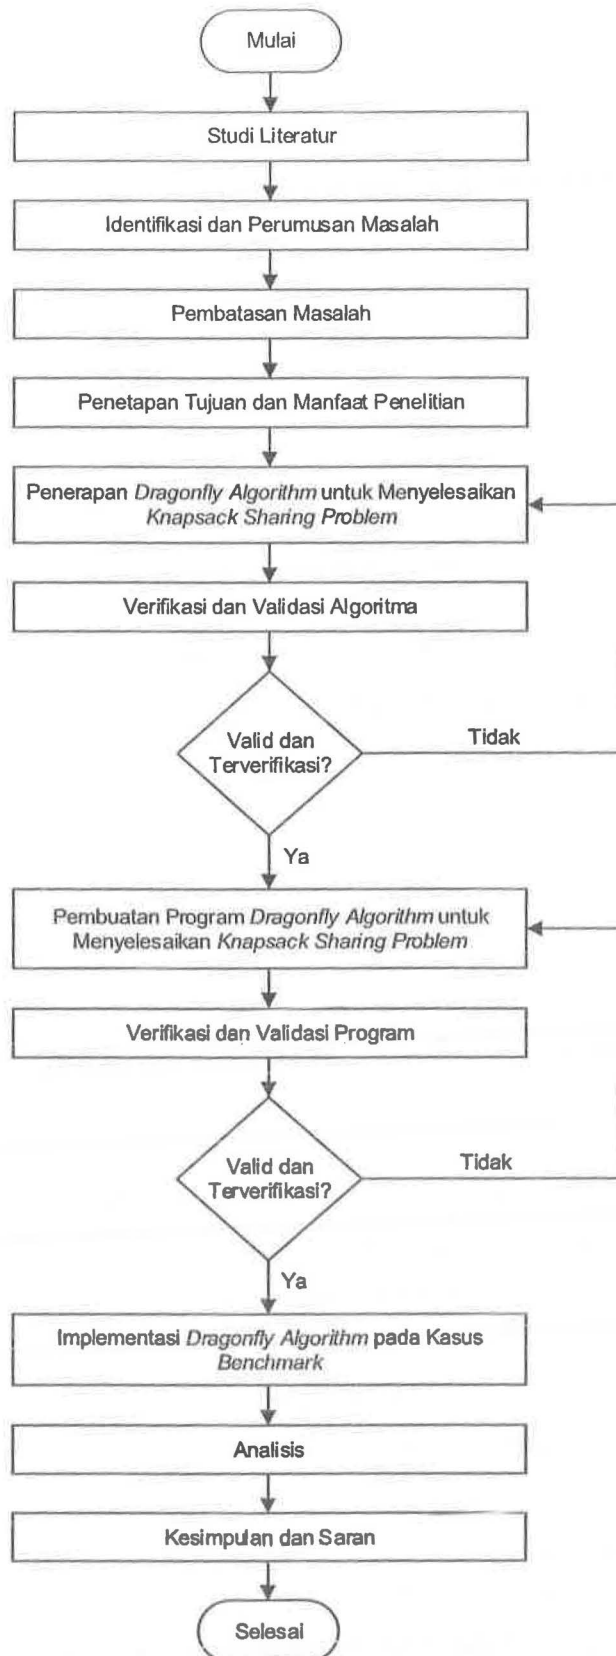 Mulai
Studi Literatur
Identifikasi dan Perumusan Masalah
Pembatasan Masalah
Penetapan Tujuan dan Manfaat Penelitian
Penerapan Dragonfly Algorithm untuk Menyelesaikan
Knapsack Sharing Problem
Verifikasi dan Validasi Algoritma
Valid dan
Terverifikasi?
Tidak
Ya
Pembuatan Program Dragonfly Algorithm untuk
Menyelesaikan Knapsack Sharing Problem
Verifikasi dan Validasi Program
Valid dan
Terverifikasi?
Tidak
Ya
Implementasi Dragonfly Algorithm pada Kasus
Benchmark
Analisis
Kesimpulan dan Saran
Selesai